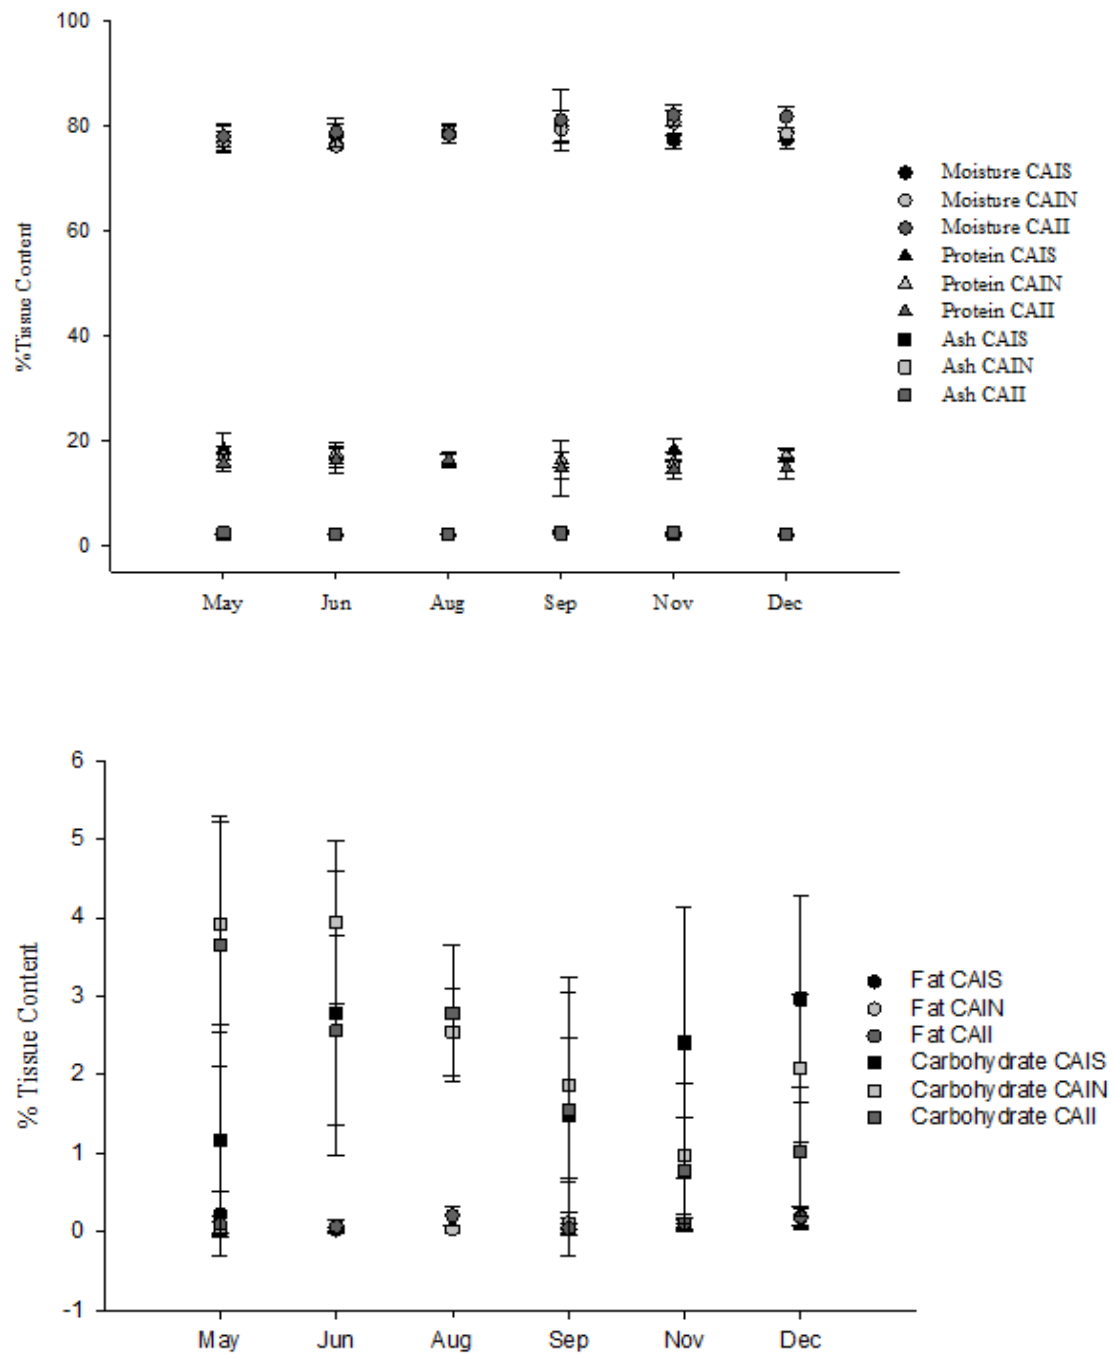 100
80
60
40
20
0
%Tissue Content
May Jun Aug Sep Nov Dec
Moisture CAIS
Moisture CAIN
Moisture CAII
Protein CAIS
Protein CAIN
Protein CAII
Ash CAIS
Ash CAIN
Ash CAII
6
5
4
3
2
1
0
-1
% Tissue Content
May Jun Aug Sep Nov Dec
Fat CAIS
Fat CAIN
Fat CAII
Carbohydrate CAIS
Carbohydrate CAIN
Carbohydrate CAII